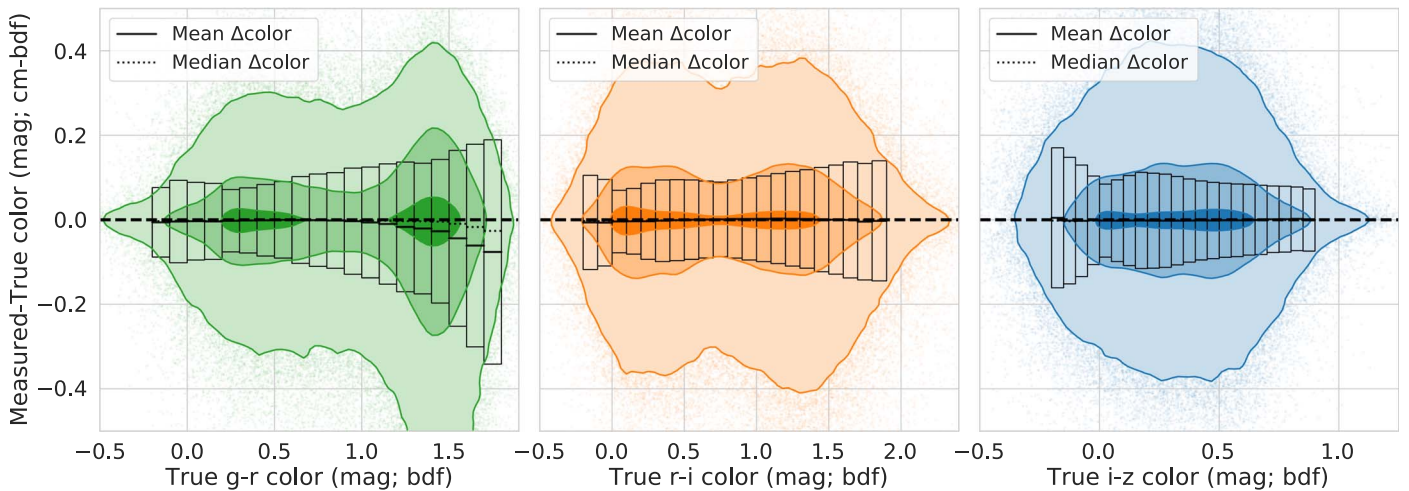 Measured-True color (mag; cm-bdf)
0.4
0.2
0.0
−0.2
−0.4
Mean Δcolor
Median Δcolor
−0.5 0.0 0.5 1.0 1.5
True g-r color (mag; bdf)
Mean Δcolor
Median Δcolor
−0.5 0.0 0.5 1.0 1.5 2.0
True r-i color (mag; bdf)
Mean Δcolor
Median Δcolor
−0.5 0.0 0.5 1.0
True i-z color (mag; bdf)